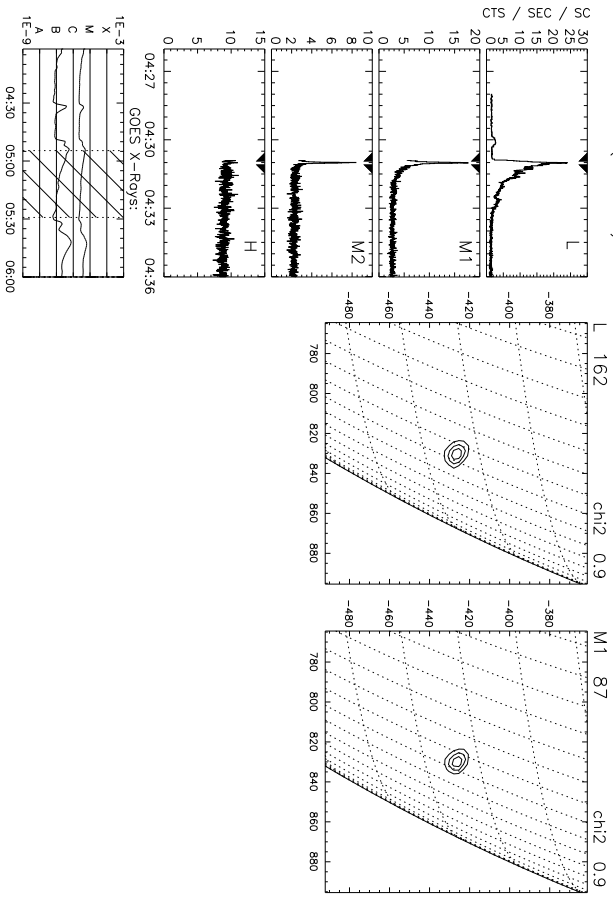 CTS / SEC / SC
30
25
20
15
10
5
0
L
20
15
10
5
0
M1
10
8
6
4
2
0
M2
15
10
5
0
H
04:27 04:30 04:33 04:36
GOES X-Rays:
1E-3
X
M
C
B
A
1E-9
04:30 05:00 05:30 06:00
L 162 chi2 0.9
-380
-400
-420
-440
-460
-480
780 800 820 840 860 880
M1 87 chi2 0.9
-380
-400
-420
-440
-460
-480
780 800 820 840 860 880